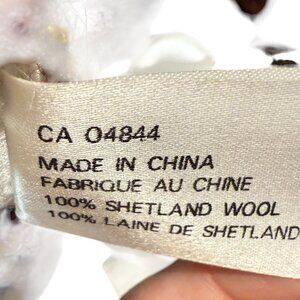 CA 04844
MADE IN CHINA
FABRIQUE AU CHINE
100% SHETLAND WOOL
100% LAINE DE SHETLAND